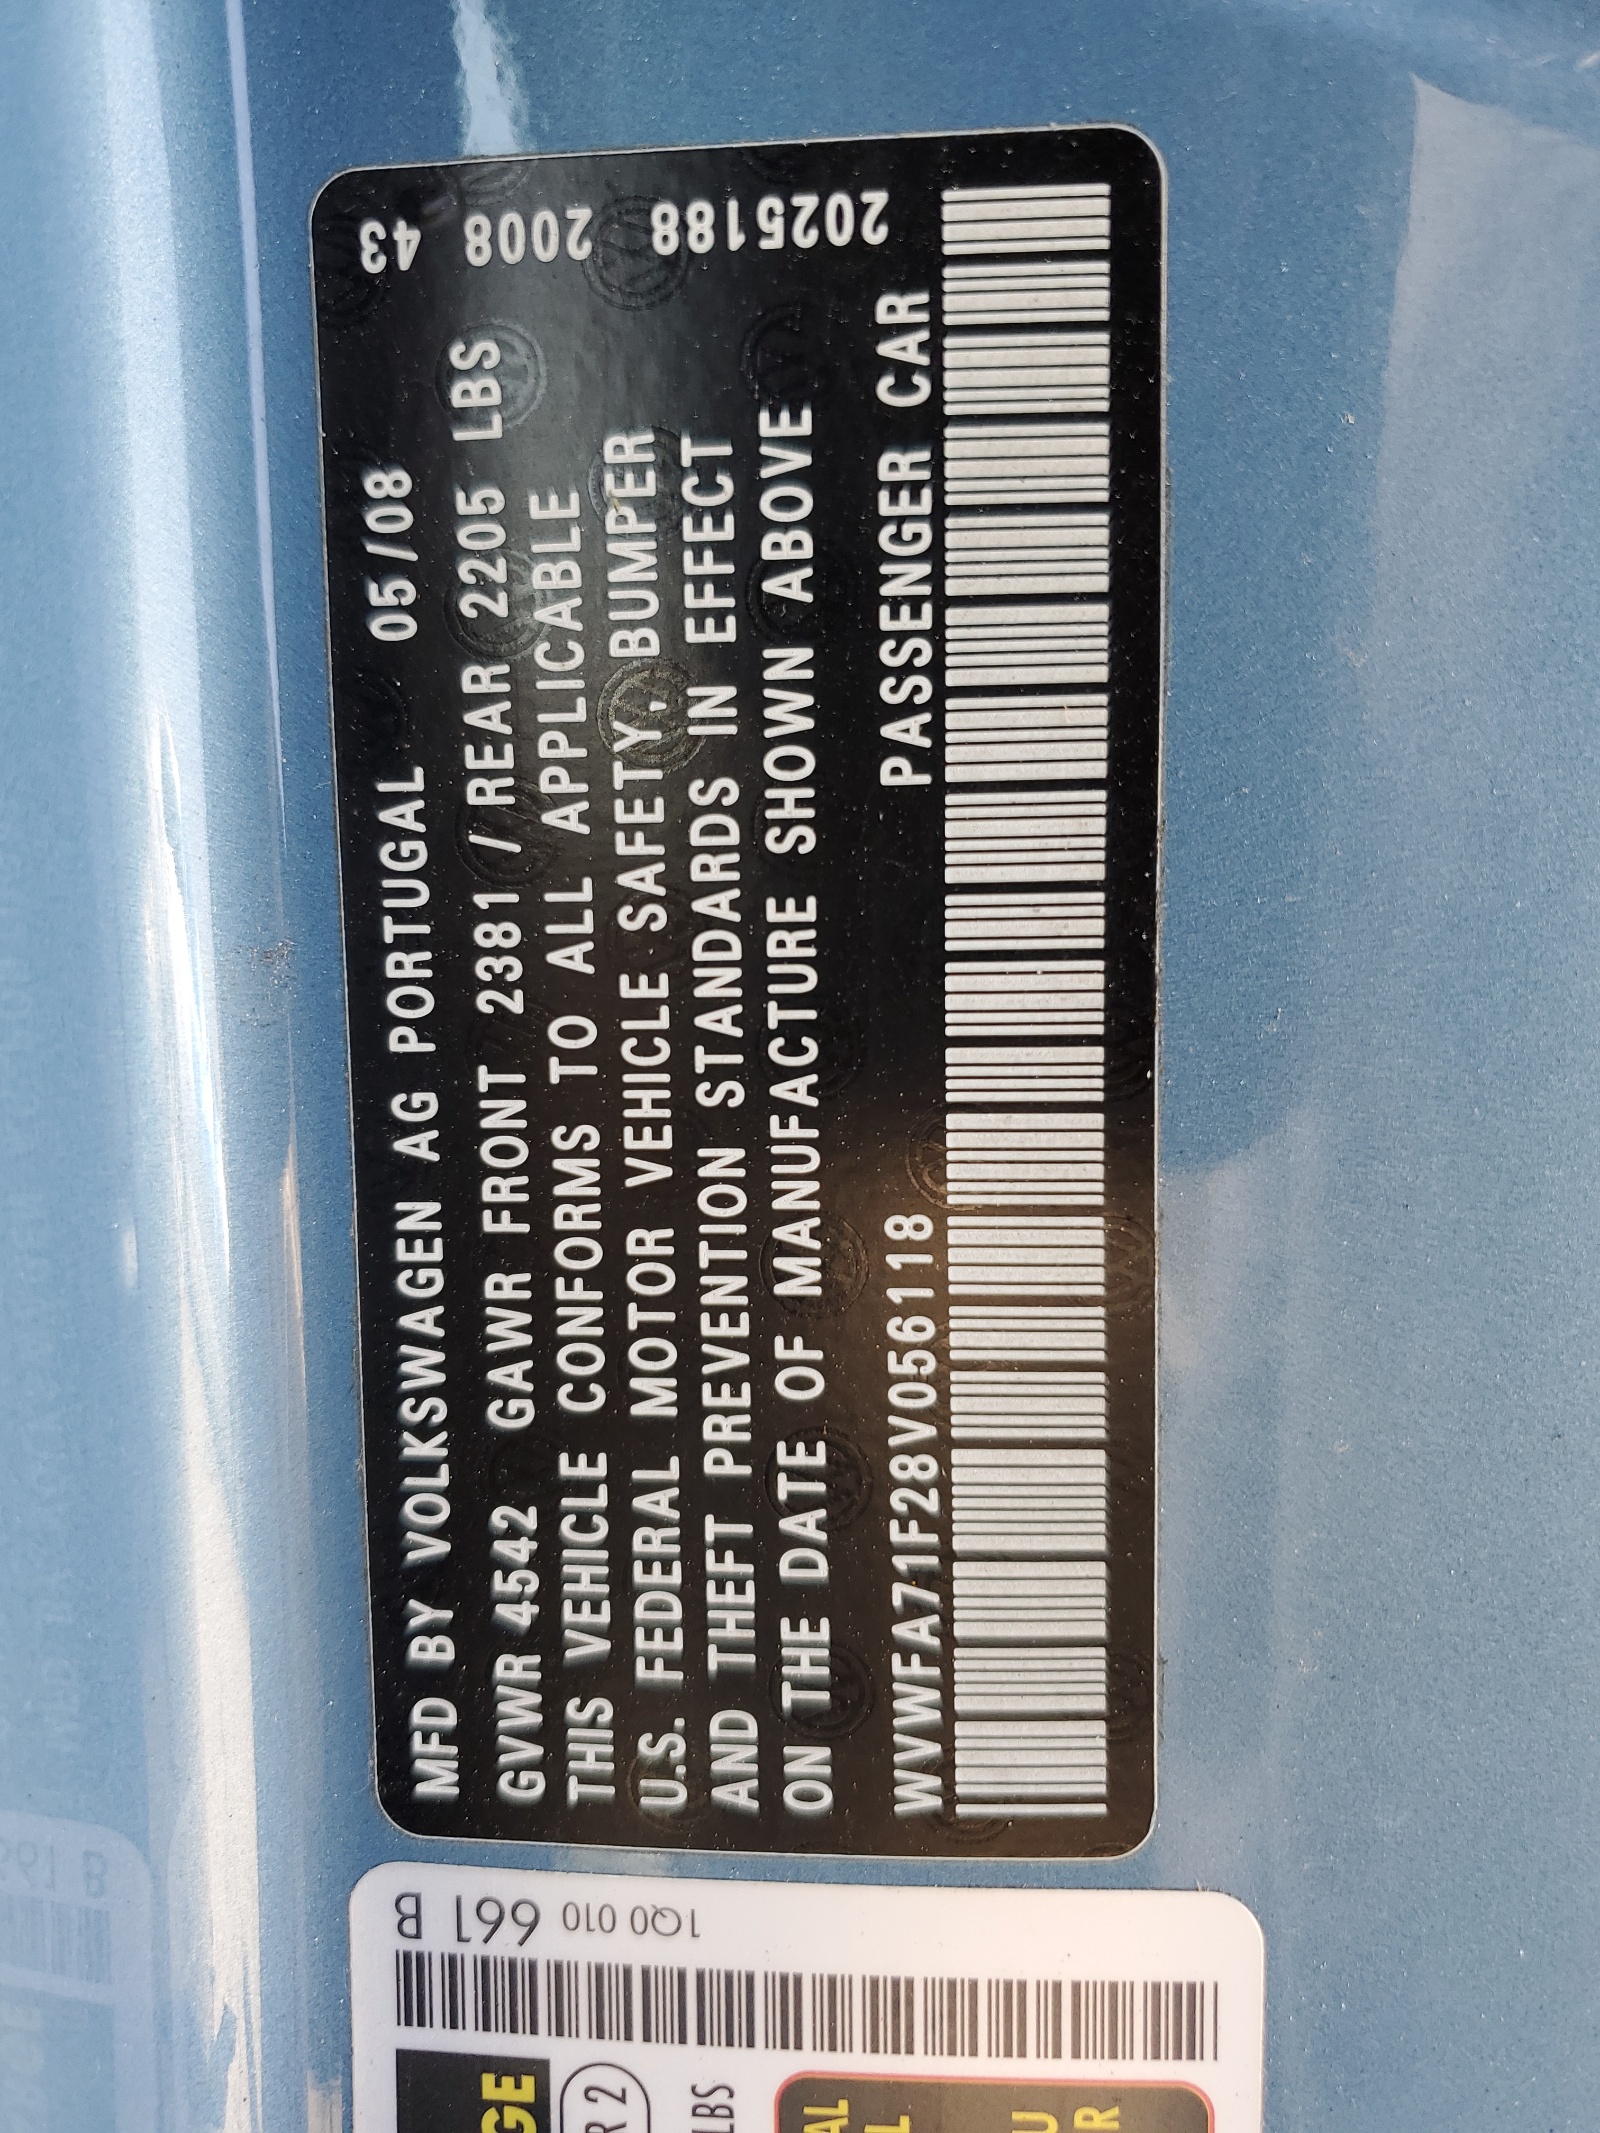 MFD BY VOLKSWAGEN AG PORTUGAL 05/08
GVWR 4542 GAWR FRONT 2381 / REAR 2205 LBS
THIS VEHICLE CONFORMS TO ALL APPLICABLE
U.S. FEDERAL MOTOR VEHICLE SAFETY, BUMPER
AND THEFT PREVENTION STANDARDS IN EFFECT
ON THE DATE OF MANUFACTURE SHOWN ABOVE
WVWFA71F28V056118 PASSENGER CAR
2025188 2008 43
1Q0 010 661 B
LBS